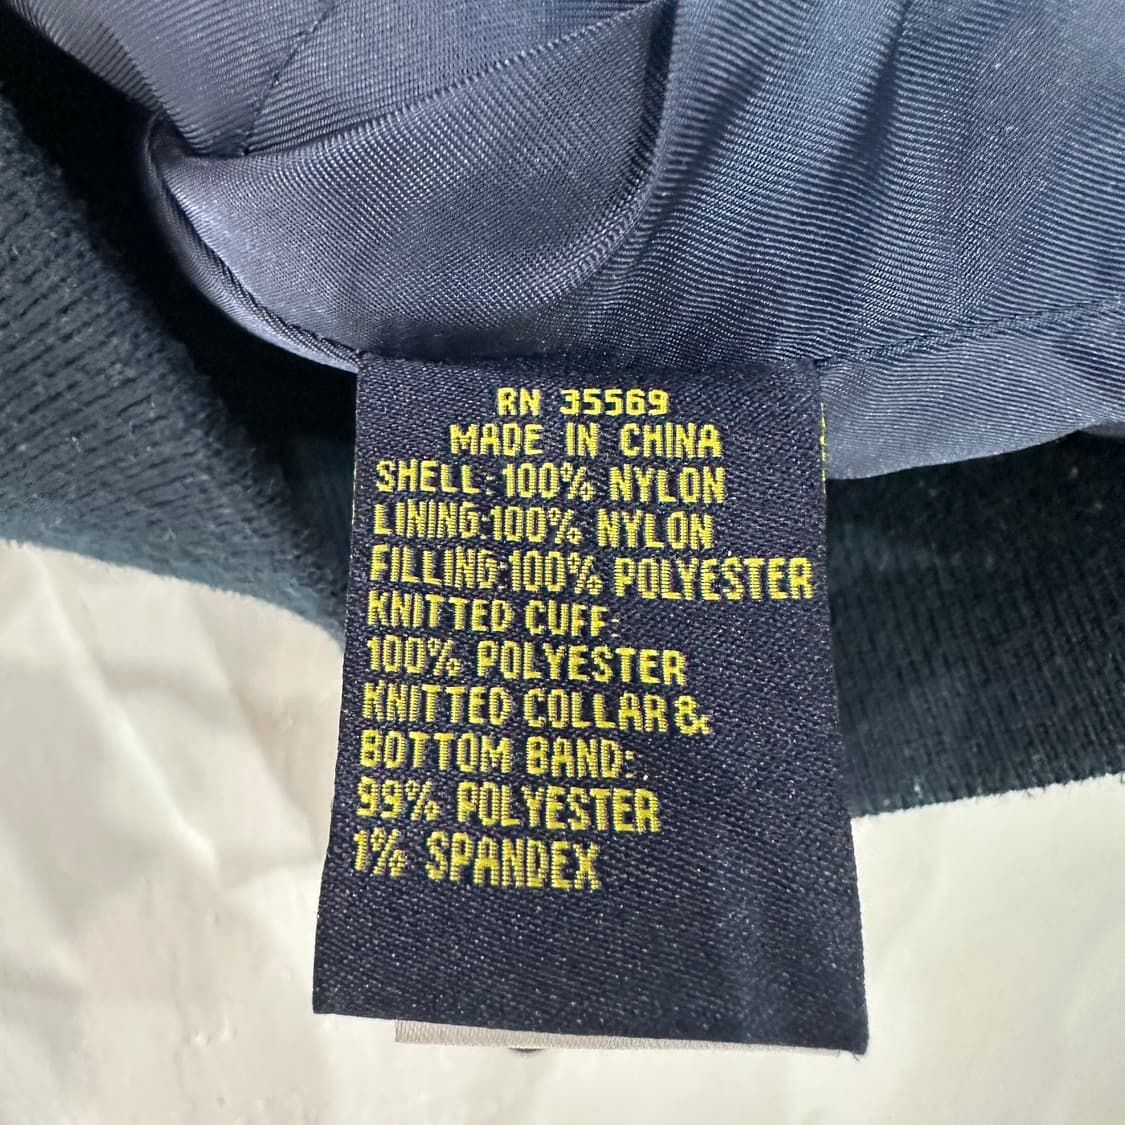 RN 35569
MADE IN CHINA
SHELL: 100% NYLON
LINING:100% NYLON
FILLING:100% POLYESTER
KNITTED CUFF:
100% POLYESTER
KNITTED COLLAR &
BOTTOM BAND:
99% POLYESTER
1% SPANDEX